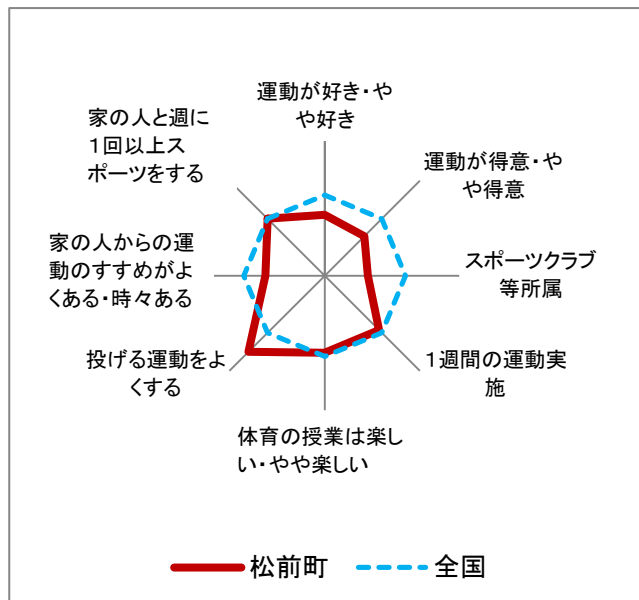 運動が好き・や
や好き
運動が得意・や
や得意
スポーツクラブ
等所属
1週間の運動実
施
体育の授業は楽し
い・やや楽しい
投げる運動をよ
くする
家の人からの運
動のすすめがよ
くある・時々ある
家の人と週に
1回以上ス
ポーツをする
松前町
全国